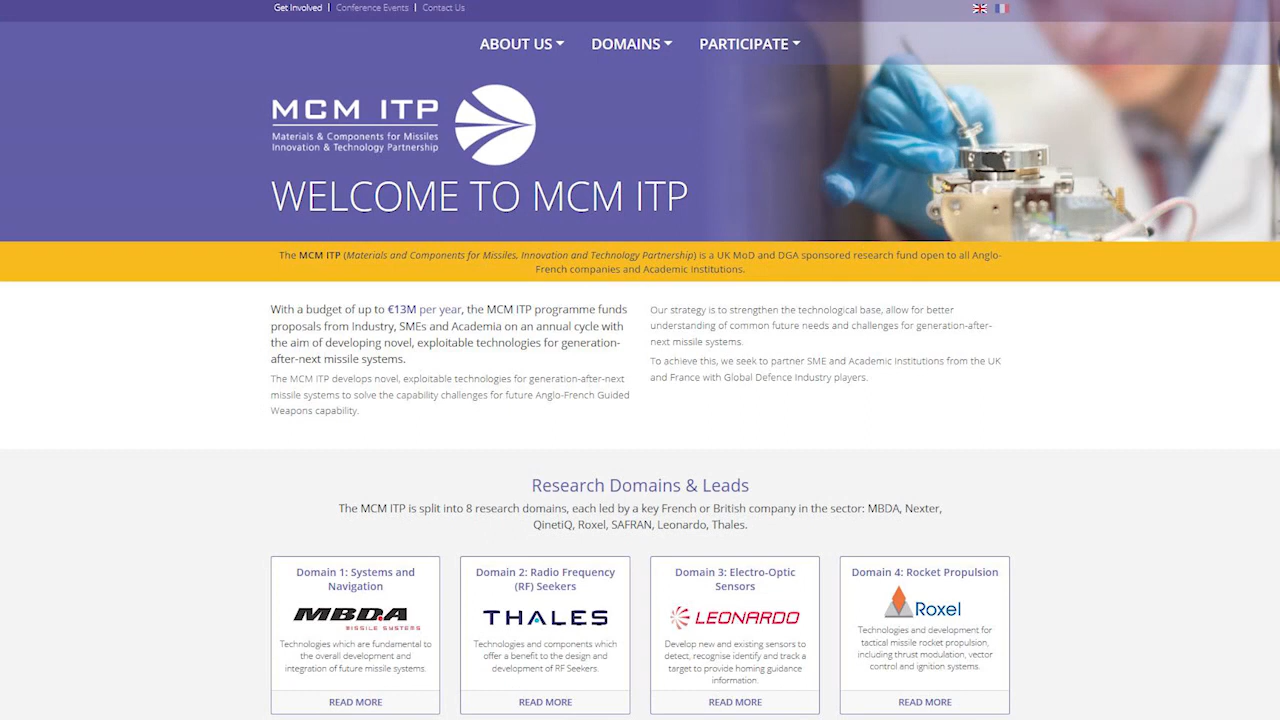 Get Involved | Conference Events | Contact Us
ABOUT US DOMAINS PARTICIPATE
MCM ITP
Materials & Components for Missiles
Innovation & Technology Partnership
WELCOME TO MCM ITP
The MCM ITP (Materials and Components for Missiles, Innovation and Technology Partnership) is a UK MoD and DGA sponsored research fund open to all Anglo-
French companies and Academic Institutions.
With a budget of up to €13M per year, the MCM ITP programme funds
proposals from Industry, SMEs and Academia on an annual cycle with
the aim of developing novel, exploitable technologies for generation-
after-next missile systems.
The MCM ITP develops novel, exploitable technologies for generation-after-next
missile systems to solve the capability challenges for future Anglo-French Guided
Weapons capability.
Our strategy is to strengthen the technological base, allow for better
understanding of common future needs and challenges for generation-after-
next missile systems.
To achieve this, we seek to partner SME and Academic Institutions from the UK
and France with Global Defence Industry players.
Research Domains & Leads
The MCM ITP is split into 8 research domains, each led by a key French or British company in the sector: MBDA, Nexter,
QinetiQ, Roxel, SAFRAN, Leonardo, Thales.
Domain 1: Systems and
Navigation
MBDA
MISSILE SYSTEMS
Technologies which are fundamental to
the overall development and
integration of future missile systems.
READ MORE
Domain 2: Radio Frequency
(RF) Seekers
THALES
Technologies and components which
offer a benefit to the design and
development of RF Seekers.
READ MORE
Domain 3: Electro-Optic
Sensors
LEONARDO
Develop new and existing sensors to
detect, recognise identify and track a
target to provide homing guidance
information.
READ MORE
Domain 4: Rocket Propulsion
Roxel
Technologies and development for
tactical missile rocket propulsion,
including thrust modulation, vector
control and ignition systems.
READ MORE